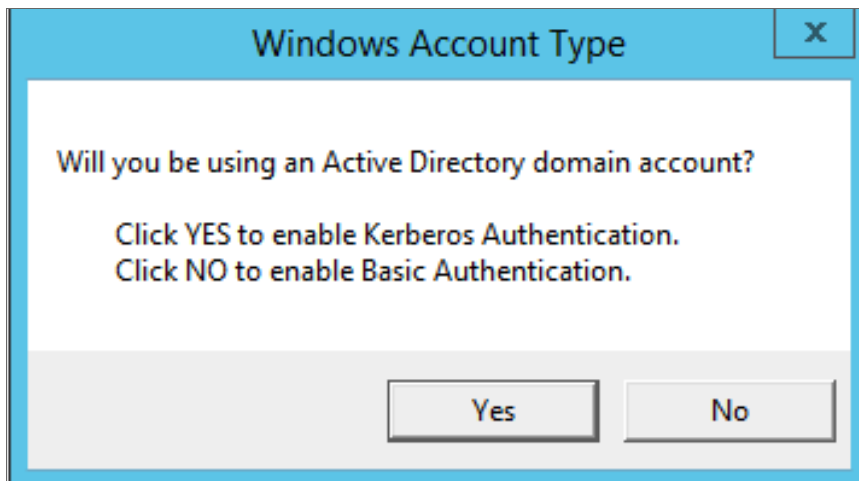 Windows Account Type
x
Will you be using an Active Directory domain account?
Click YES to enable Kerberos Authentication.
Click NO to enable Basic Authentication.
Yes
No